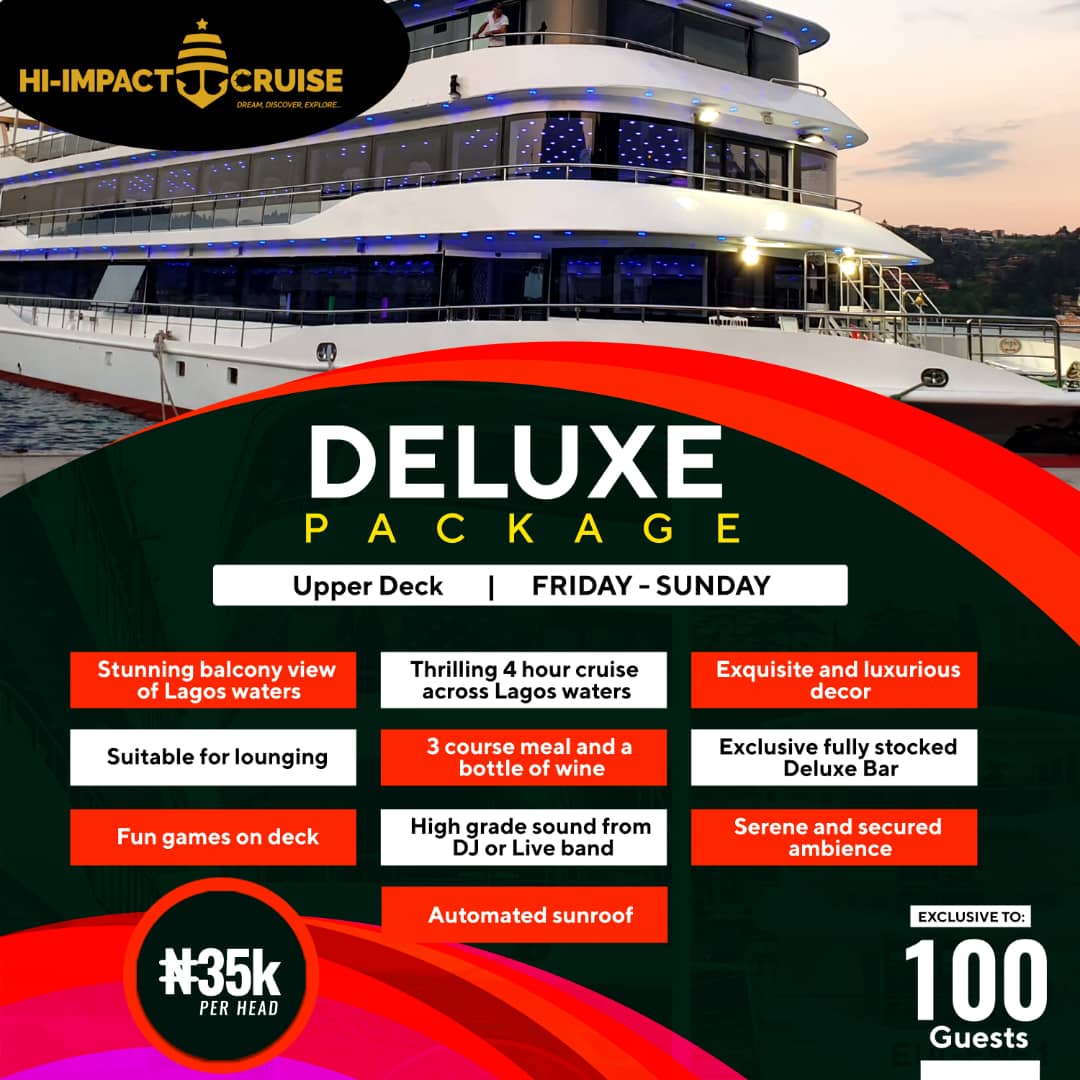 HI-IMPACT CRUISE
DREAM, DISCOVER, EXPLORE...
DELUXE
PACKAGE
Upper Deck | FRIDAY - SUNDAY
Stunning balcony view
of Lagos waters
Thrilling 4 hour cruise
across Lagos waters
Exquisite and luxurious
decor
Suitable for lounging
3 course meal and a
bottle of wine
Exclusive fully stocked
Deluxe Bar
Fun games on deck
High grade sound from
DJ or Live band
Serene and secured
ambience
Automated sunroof
₦35k
PER HEAD
EXCLUSIVE TO:
100
Guests